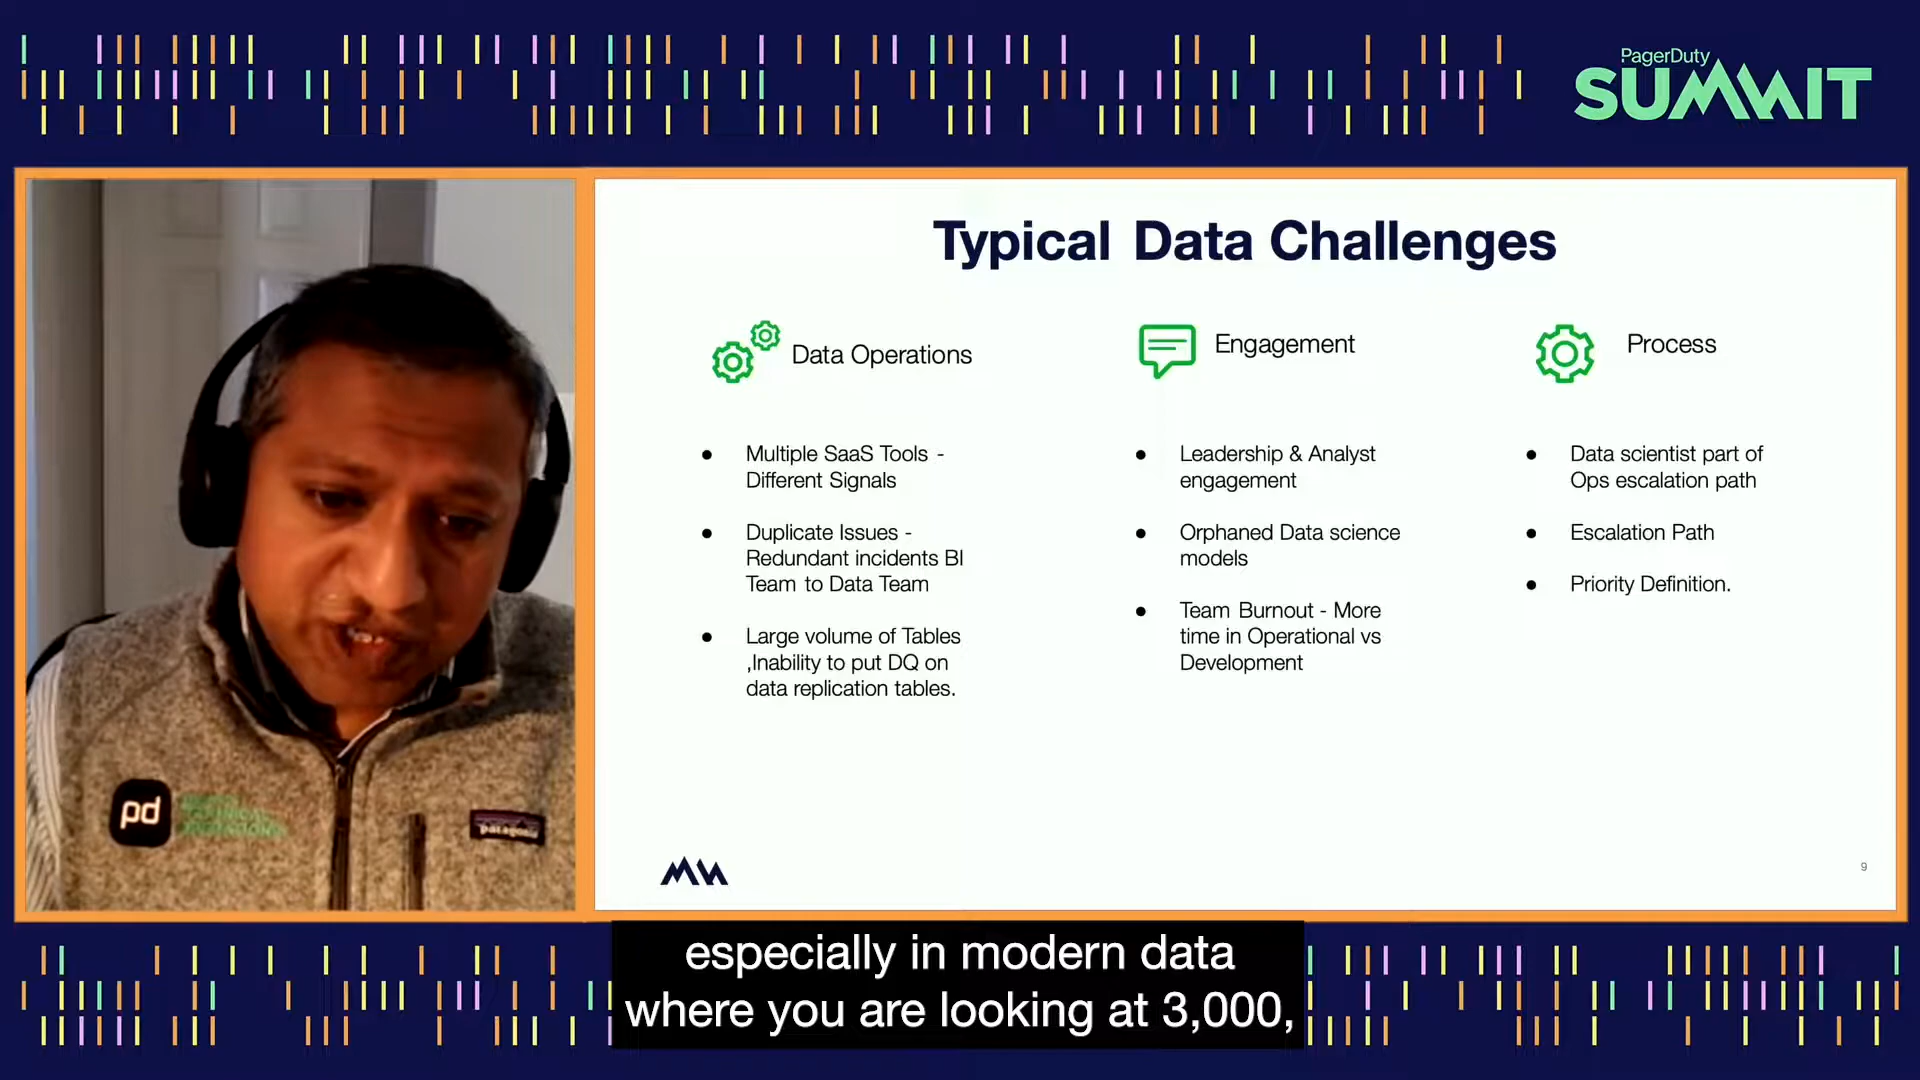 PagerDuty
SUMMIT
Typical Data Challenges
Data Operations
● Multiple SaaS Tools -
Different Signals
● Duplicate Issues -
Redundant incidents BI
Team to Data Team
● Large volume of Tables
,Inability to put DQ on
data replication tables.
Engagement
● Leadership & Analyst
engagement
● Orphaned Data science
models
● Team Burnout - More
time in Operational vs
Development
Process
● Data scientist part of
Ops escalation path
● Escalation Path
● Priority Definition.
9
pd
patagonia
especially in modern data
where you are looking at 3,000,